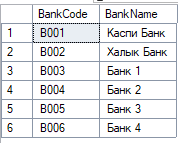 BankCode BankName
1 B001 Каспи Банк
2 B002 Халык Банк
3 B003 Банк 1
4 B004 Банк 2
5 B005 Банк 3
6 B006 Банк 4